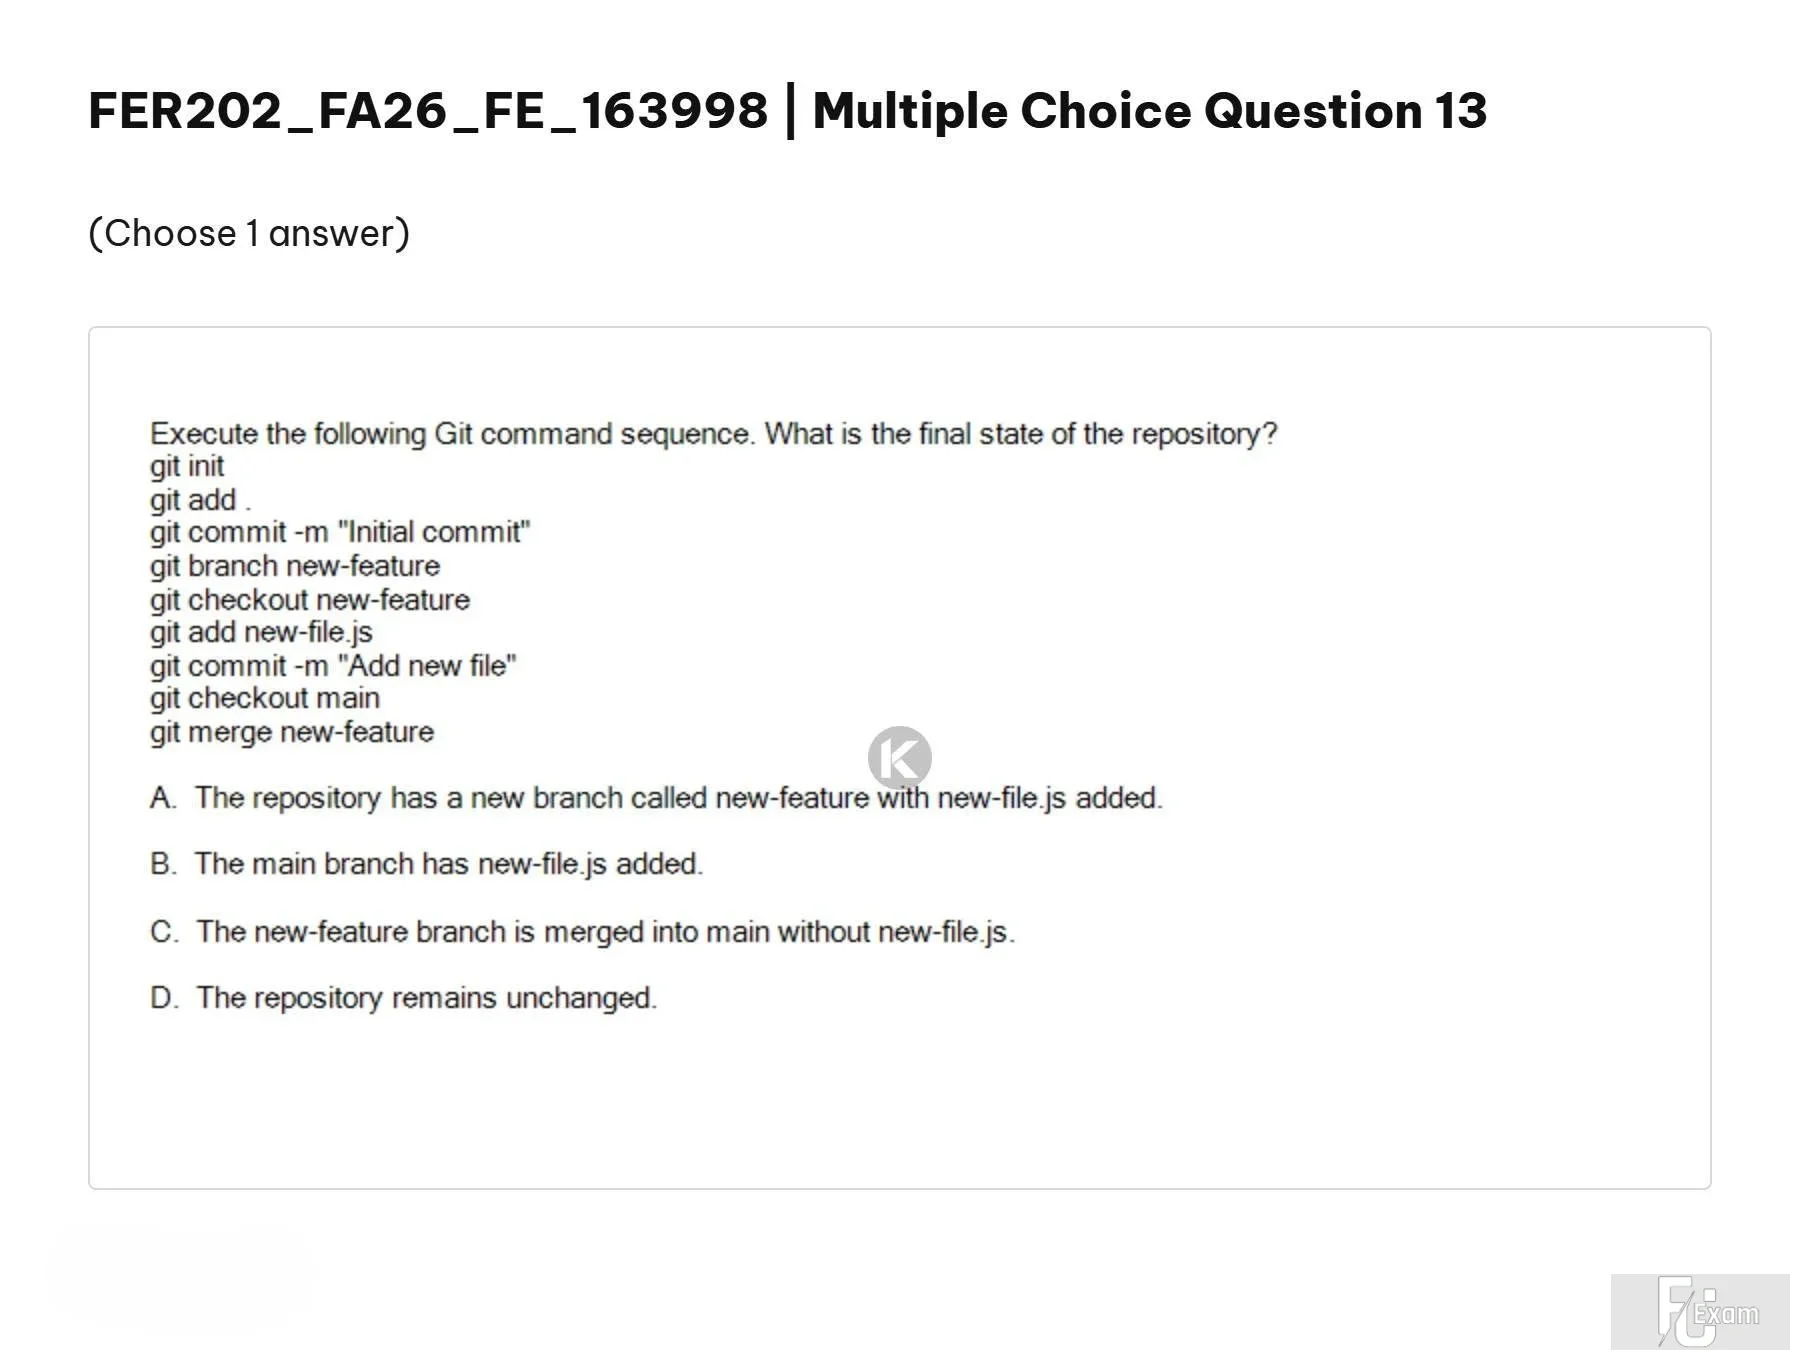 FER202_FA26_FE_163998 | Multiple Choice Question 13
(Choose 1 answer)
Execute the following Git command sequence. What is the final state of the repository?
git init
git add .
git commit -m "Initial commit"
git branch new-feature
git checkout new-feature
git add new-file.js
git commit -m "Add new file"
git checkout main
git merge new-feature
K
A. The repository has a new branch called new-feature with new-file.js added.
B. The main branch has new-file.js added.
C. The new-feature branch is merged into main without new-file.js.
D. The repository remains unchanged.
FU Exam